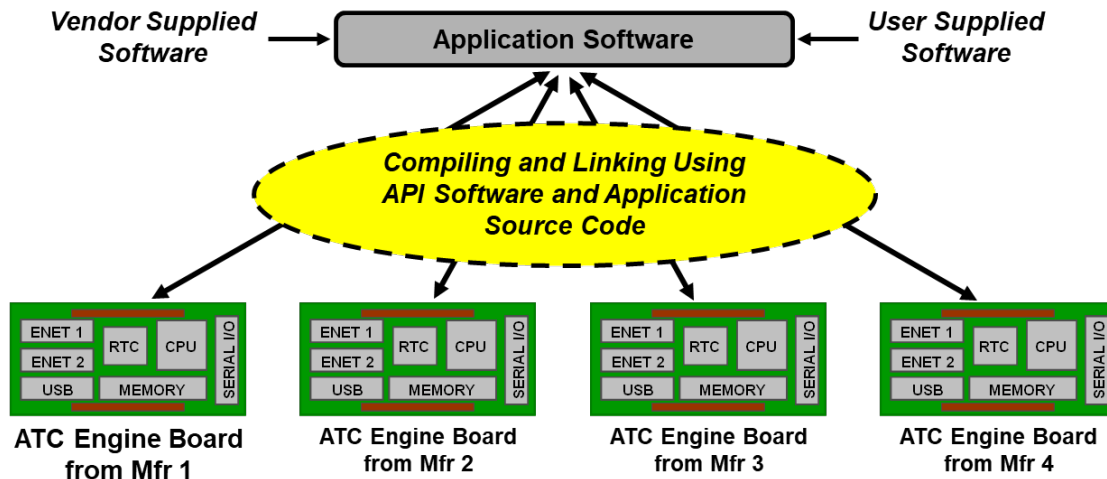 Vendor Supplied
Software
Application Software
User Supplied
Software
Compiling and Linking Using
API Software and Application
Source Code
ENET 1
ENET 2
USB
RTC
CPU
MEMORY
SERIAL I/O
ATC Engine Board
from Mfr 1
ENET 1
ENET 2
USB
RTC
CPU
MEMORY
SERIAL I/O
ATC Engine Board
from Mfr 2
ENET 1
ENET 2
USB
RTC
CPU
MEMORY
SERIAL I/O
ATC Engine Board
from Mfr 3
ENET 1
ENET 2
USB
RTC
CPU
MEMORY
SERIAL I/O
ATC Engine Board
from Mfr 4